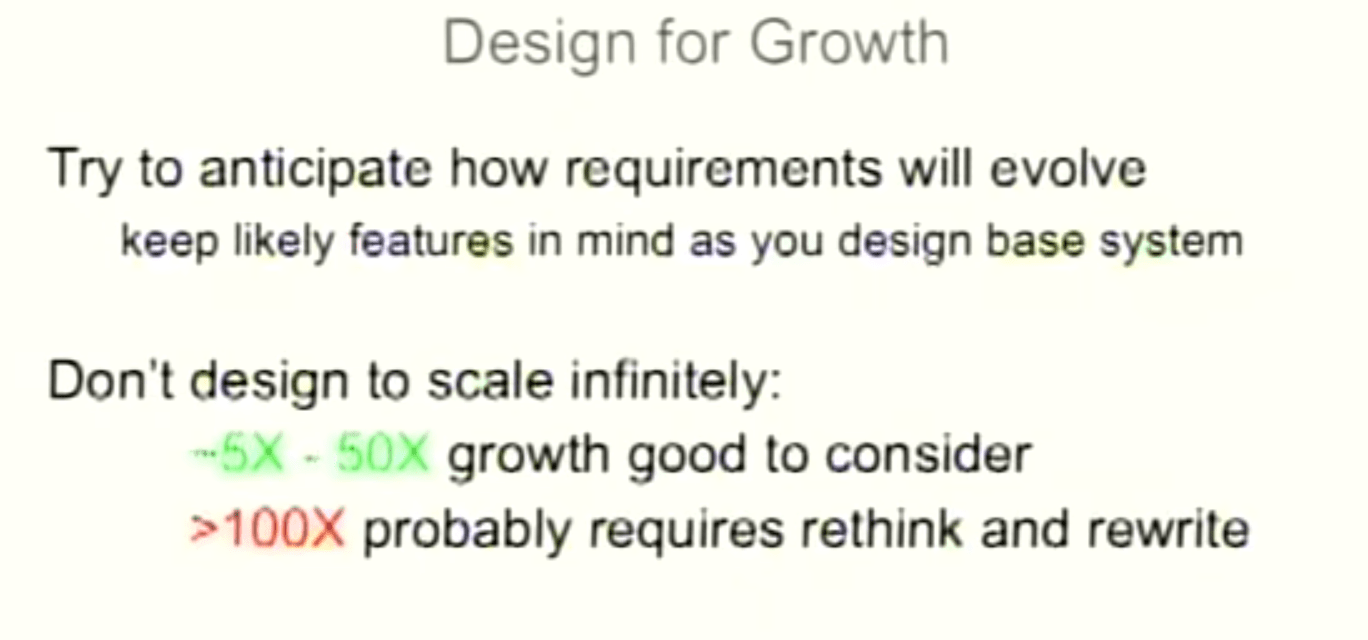 Design for Growth
Try to anticipate how requirements will evolve
keep likely features in mind as you design base system
Don't design to scale infinitely:
~5X - 50X growth good to consider
>100X probably requires rethink and rewrite